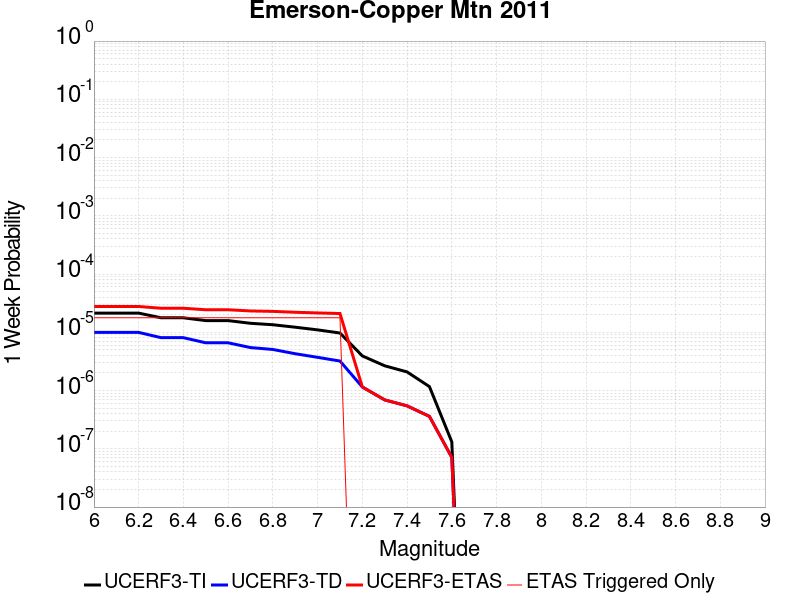 Emerson-Copper Mtn 2011
1 Week Probability
10^0
10^-1
10^-2
10^-3
10^-4
10^-5
10^-6
10^-7
10^-8
6 6.2 6.4 6.6 6.8 7 7.2 7.4 7.6 7.8 8 8.2 8.4 8.6 8.8 9
Magnitude
UCERF3-TI UCERF3-TD UCERF3-ETAS ETAS Triggered Only